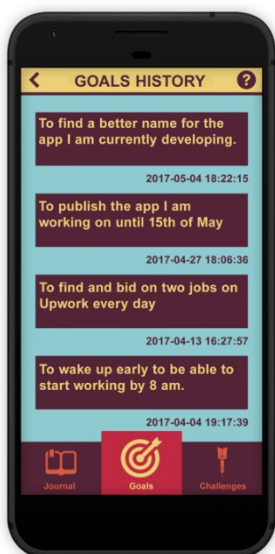 GOALS HISTORY ?
To find a better name for the
app I am currently developing.
2017-05-04 18:22:15
To publish the app I am
working on until 15th of May
2017-04-27 18:06:36
To find and bid on two jobs on
Upwork every day
2017-04-13 16:27:57
To wake up early to be able to
start working by 8 am.
2017-04-04 19:17:39
Journal Goals Challenges